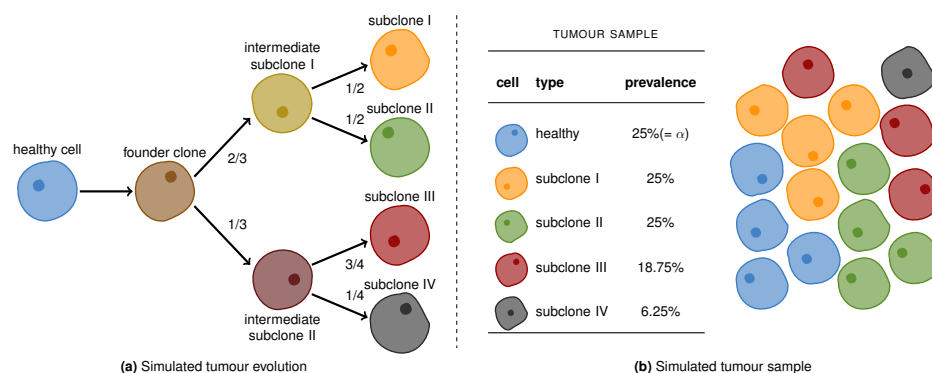 subclone I
intermediate
subclone I
1/2
1/2
subclone II
healthy cell
founder clone
2/3
1/3
subclone III
3/4
subclone IV
1/4
intermediate
subclone II
(a) Simulated tumour evolution
TUMOUR SAMPLE
cell type prevalence
healthy 25%(= α)
subclone I 25%
subclone II 25%
subclone III 18.75%
subclone IV 6.25%
(b) Simulated tumour sample